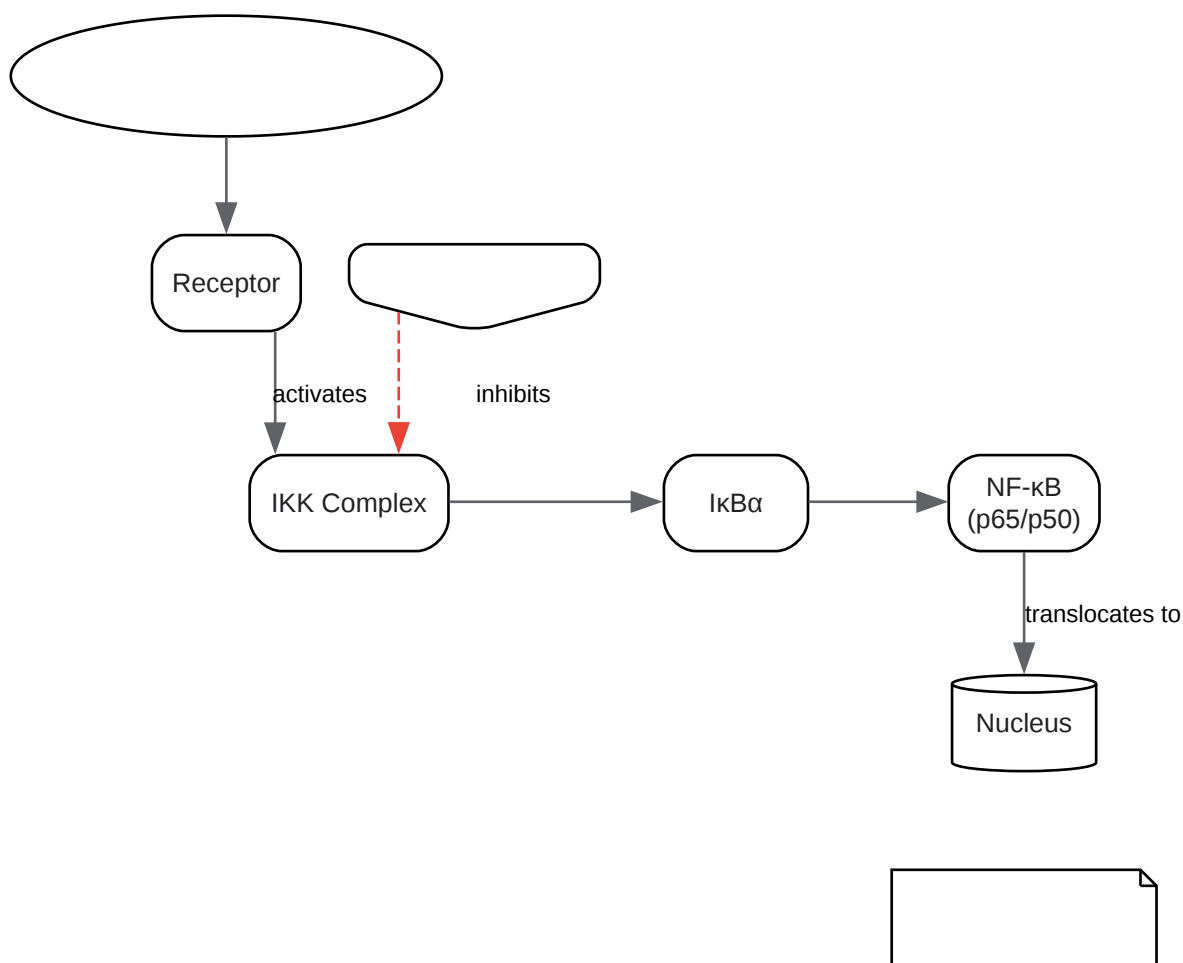 Receptor
activates
inhibits
IKK Complex
IκBα
NF-κB
(p65/p50)
translocates to
Nucleus